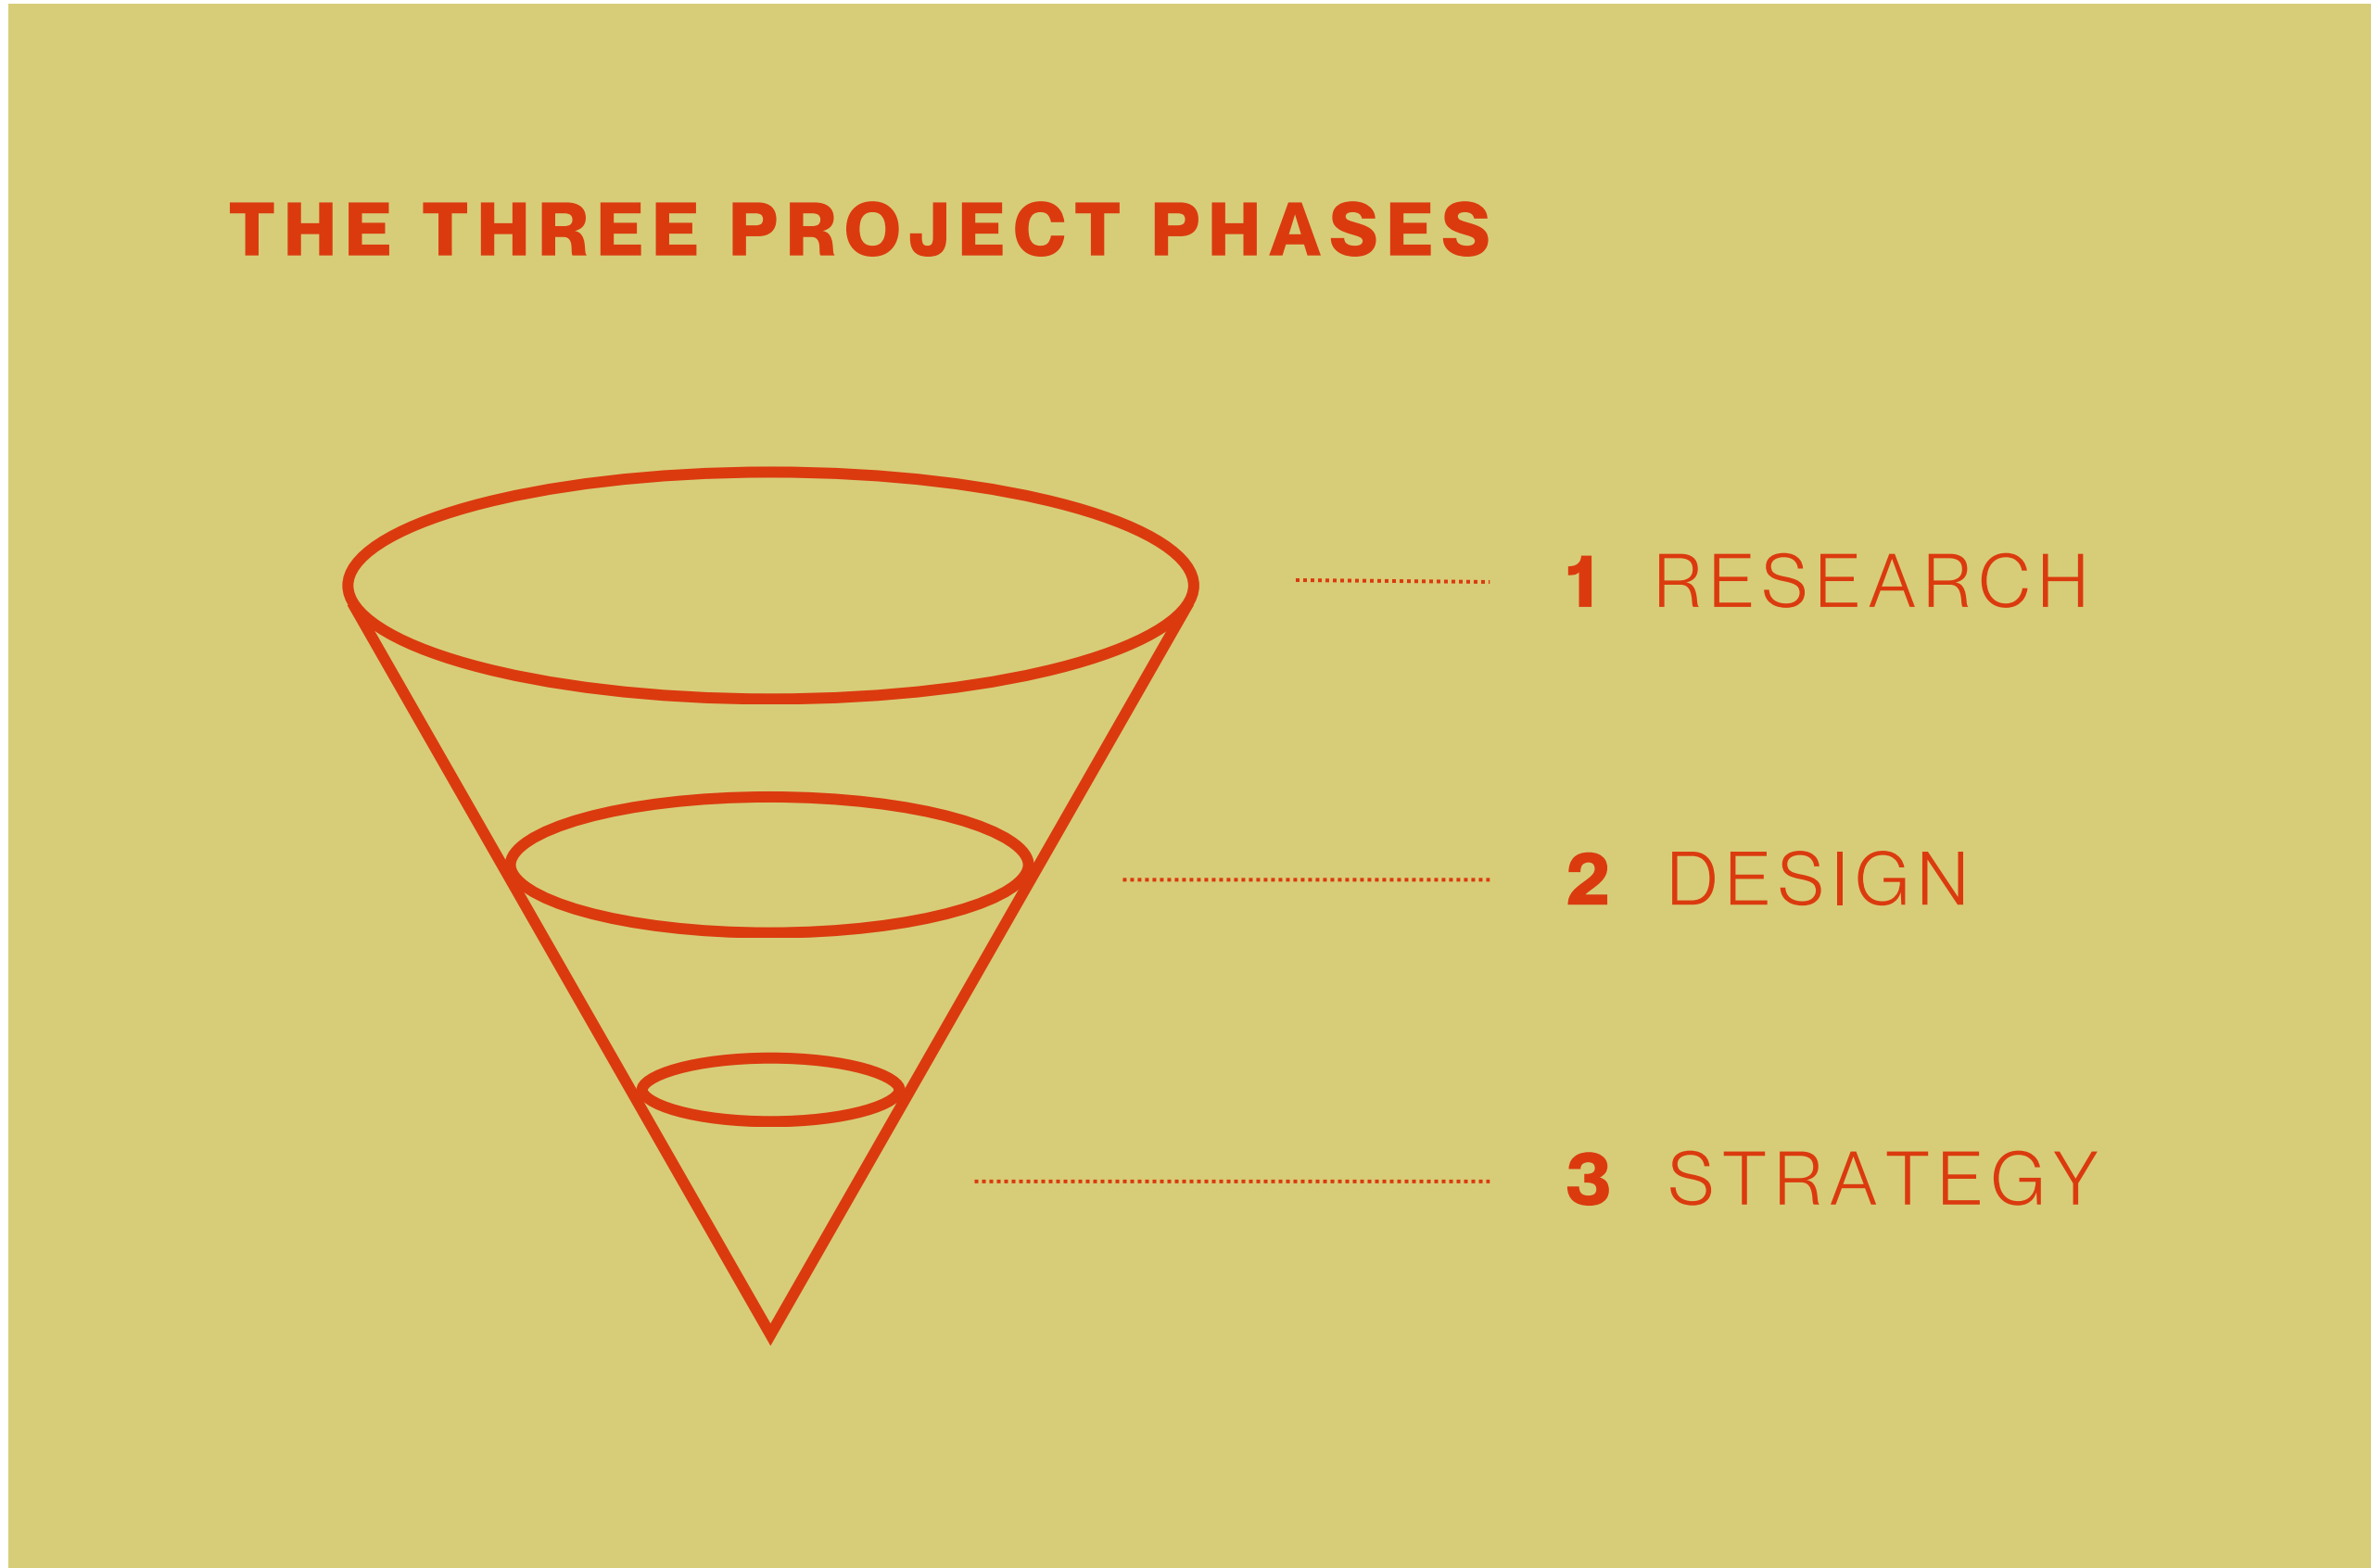 THE THREE PROJECT PHASES
1 RESEARCH
2 DESIGN
3 STRATEGY